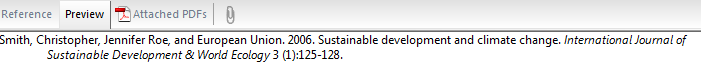 Reference Preview Attached PDFs
Smith, Christopher, Jennifer Roe, and European Union. 2006. Sustainable development and climate change. International Journal of
Sustainable Development & World Ecology 3 (1):125-128.